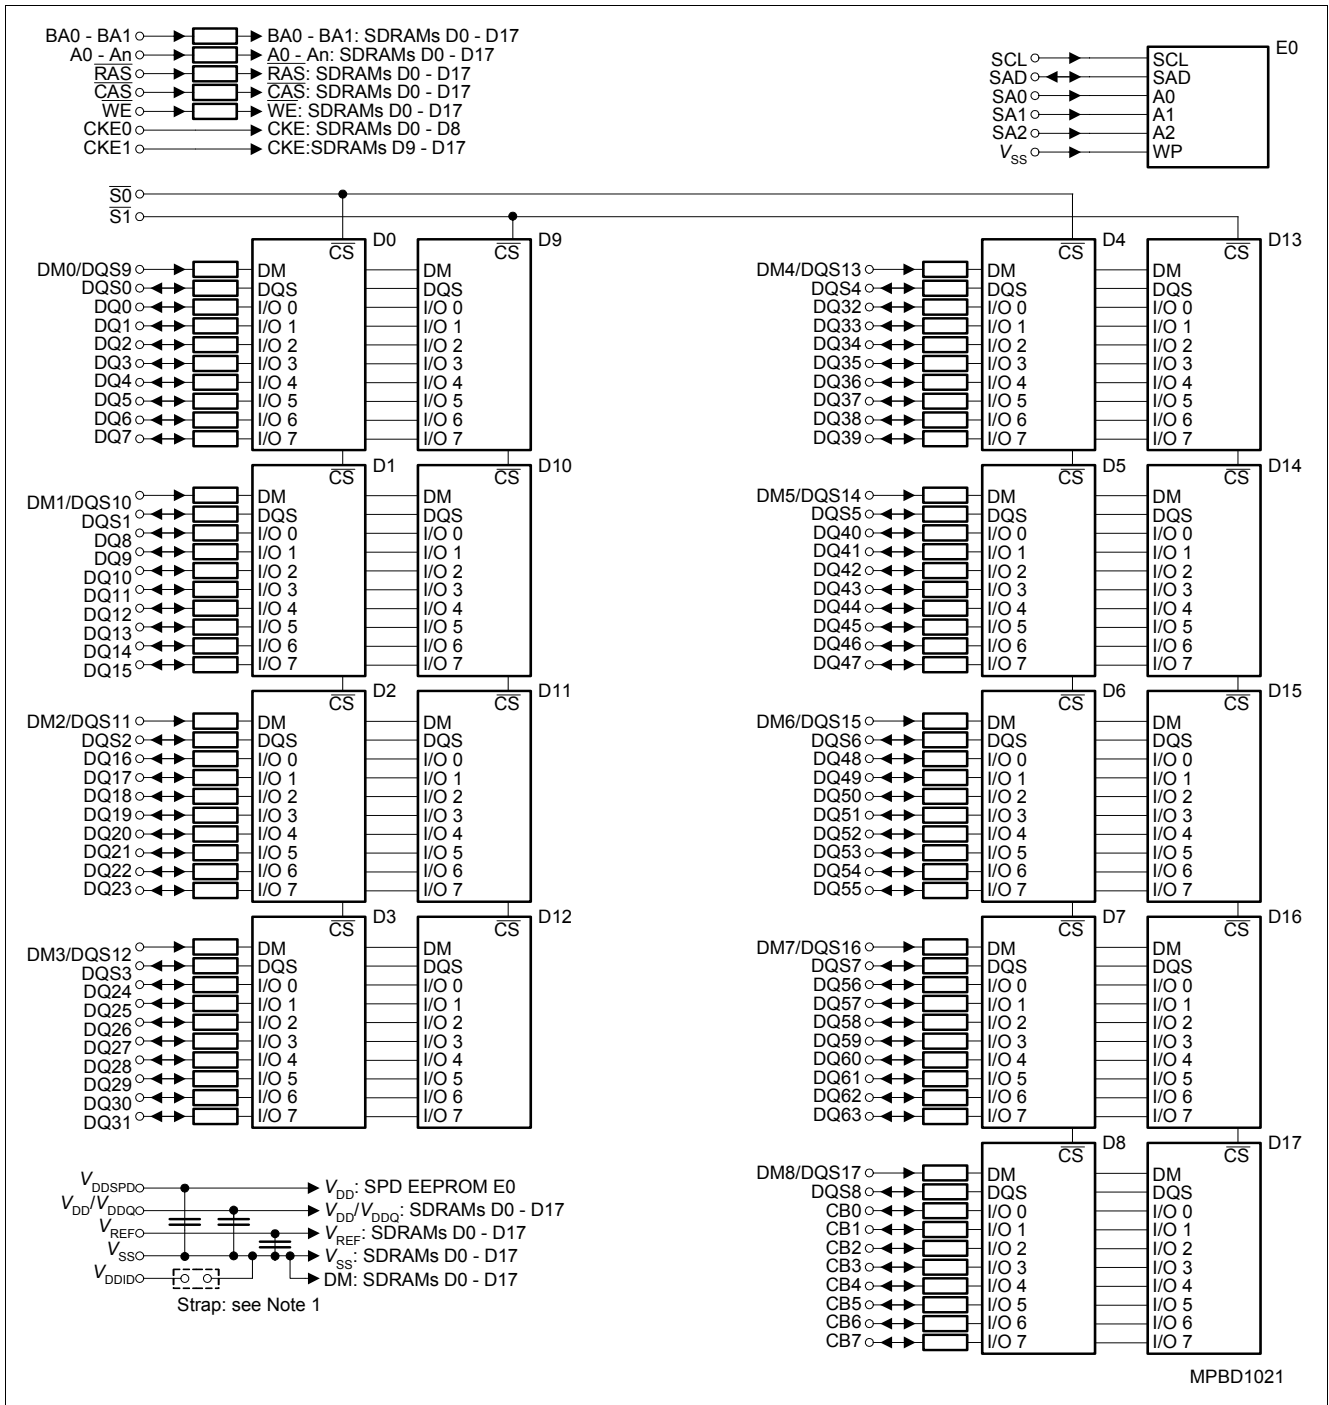 BA0 - BA1 BA0 - BA1: SDRAMs D0 - D17
A0 - An A0 - An: SDRAMs D0 - D17
RAS RAS: SDRAMs D0 - D17
CAS CAS: SDRAMs D0 - D17
WE WE: SDRAMs D0 - D17
CKE0 CKE: SDRAMs D0 - D8
CKE1 CKE:SDRAMs D9 - D17
E0
SCL SCL
SAD SAD
SA0 A0
SA1 A1
SA2 A2
VSS WP
S0
S1
CS D0 CS D9
DM0/DQS9 DM DM
DQS0 DQS DQS
DQ0 I/O 0 I/O 0
DQ1 I/O 1 I/O 1
DQ2 I/O 2 I/O 2
DQ3 I/O 3 I/O 3
DQ4 I/O 4 I/O 4
DQ5 I/O 5 I/O 5
DQ6 I/O 6 I/O 6
DQ7 I/O 7 I/O 7
CS D1 CS D10
DM1/DQS10 DM DM
DQS1 DQS DQS
DQ8 I/O 0 I/O 0
DQ9 I/O 1 I/O 1
DQ10 I/O 2 I/O 2
DQ11 I/O 3 I/O 3
DQ12 I/O 4 I/O 4
DQ13 I/O 5 I/O 5
DQ14 I/O 6 I/O 6
DQ15 I/O 7 I/O 7
CS D2 CS D11
DM2/DQS11 DM DM
DQS2 DQS DQS
DQ16 I/O 0 I/O 0
DQ17 I/O 1 I/O 1
DQ18 I/O 2 I/O 2
DQ19 I/O 3 I/O 3
DQ20 I/O 4 I/O 4
DQ21 I/O 5 I/O 5
DQ22 I/O 6 I/O 6
DQ23 I/O 7 I/O 7
CS D3 CS D12
DM3/DQS12 DM DM
DQS3 DQS DQS
DQ24 I/O 0 I/O 0
DQ25 I/O 1 I/O 1
DQ26 I/O 2 I/O 2
DQ27 I/O 3 I/O 3
DQ28 I/O 4 I/O 4
DQ29 I/O 5 I/O 5
DQ30 I/O 6 I/O 6
DQ31 I/O 7 I/O 7
CS D4 CS D13
DM4/DQS13 DM DM
DQS4 DQS DQS
DQ32 I/O 0 I/O 0
DQ33 I/O 1 I/O 1
DQ34 I/O 2 I/O 2
DQ35 I/O 3 I/O 3
DQ36 I/O 4 I/O 4
DQ37 I/O 5 I/O 5
DQ38 I/O 6 I/O 6
DQ39 I/O 7 I/O 7
CS D5 CS D14
DM5/DQS14 DM DM
DQS5 DQS DQS
DQ40 I/O 0 I/O 0
DQ41 I/O 1 I/O 1
DQ42 I/O 2 I/O 2
DQ43 I/O 3 I/O 3
DQ44 I/O 4 I/O 4
DQ45 I/O 5 I/O 5
DQ46 I/O 6 I/O 6
DQ47 I/O 7 I/O 7
CS D6 CS D15
DM6/DQS15 DM DM
DQS6 DQS DQS
DQ48 I/O 0 I/O 0
DQ49 I/O 1 I/O 1
DQ50 I/O 2 I/O 2
DQ51 I/O 3 I/O 3
DQ52 I/O 4 I/O 4
DQ53 I/O 5 I/O 5
DQ54 I/O 6 I/O 6
DQ55 I/O 7 I/O 7
CS D7 CS D16
DM7/DQS16 DM DM
DQS7 DQS DQS
DQ56 I/O 0 I/O 0
DQ57 I/O 1 I/O 1
DQ58 I/O 2 I/O 2
DQ59 I/O 3 I/O 3
DQ60 I/O 4 I/O 4
DQ61 I/O 5 I/O 5
DQ62 I/O 6 I/O 6
DQ63 I/O 7 I/O 7
CS D8 CS D17
DM8/DQS17 DM DM
DQS8 DQS DQS
CB0 I/O 0 I/O 0
CB1 I/O 1 I/O 1
CB2 I/O 2 I/O 2
CB3 I/O 3 I/O 3
CB4 I/O 4 I/O 4
CB5 I/O 5 I/O 5
CB6 I/O 6 I/O 6
CB7 I/O 7 I/O 7
VDDSPD VDD: SPD EEPROM E0
VDD/VDDQ VDD/VDDQ: SDRAMs D0 - D17
VREF VREF: SDRAMs D0 - D17
VSS VSS: SDRAMs D0 - D17
VDDID DM: SDRAMs D0 - D17
Strap: see Note 1
MPBD1021